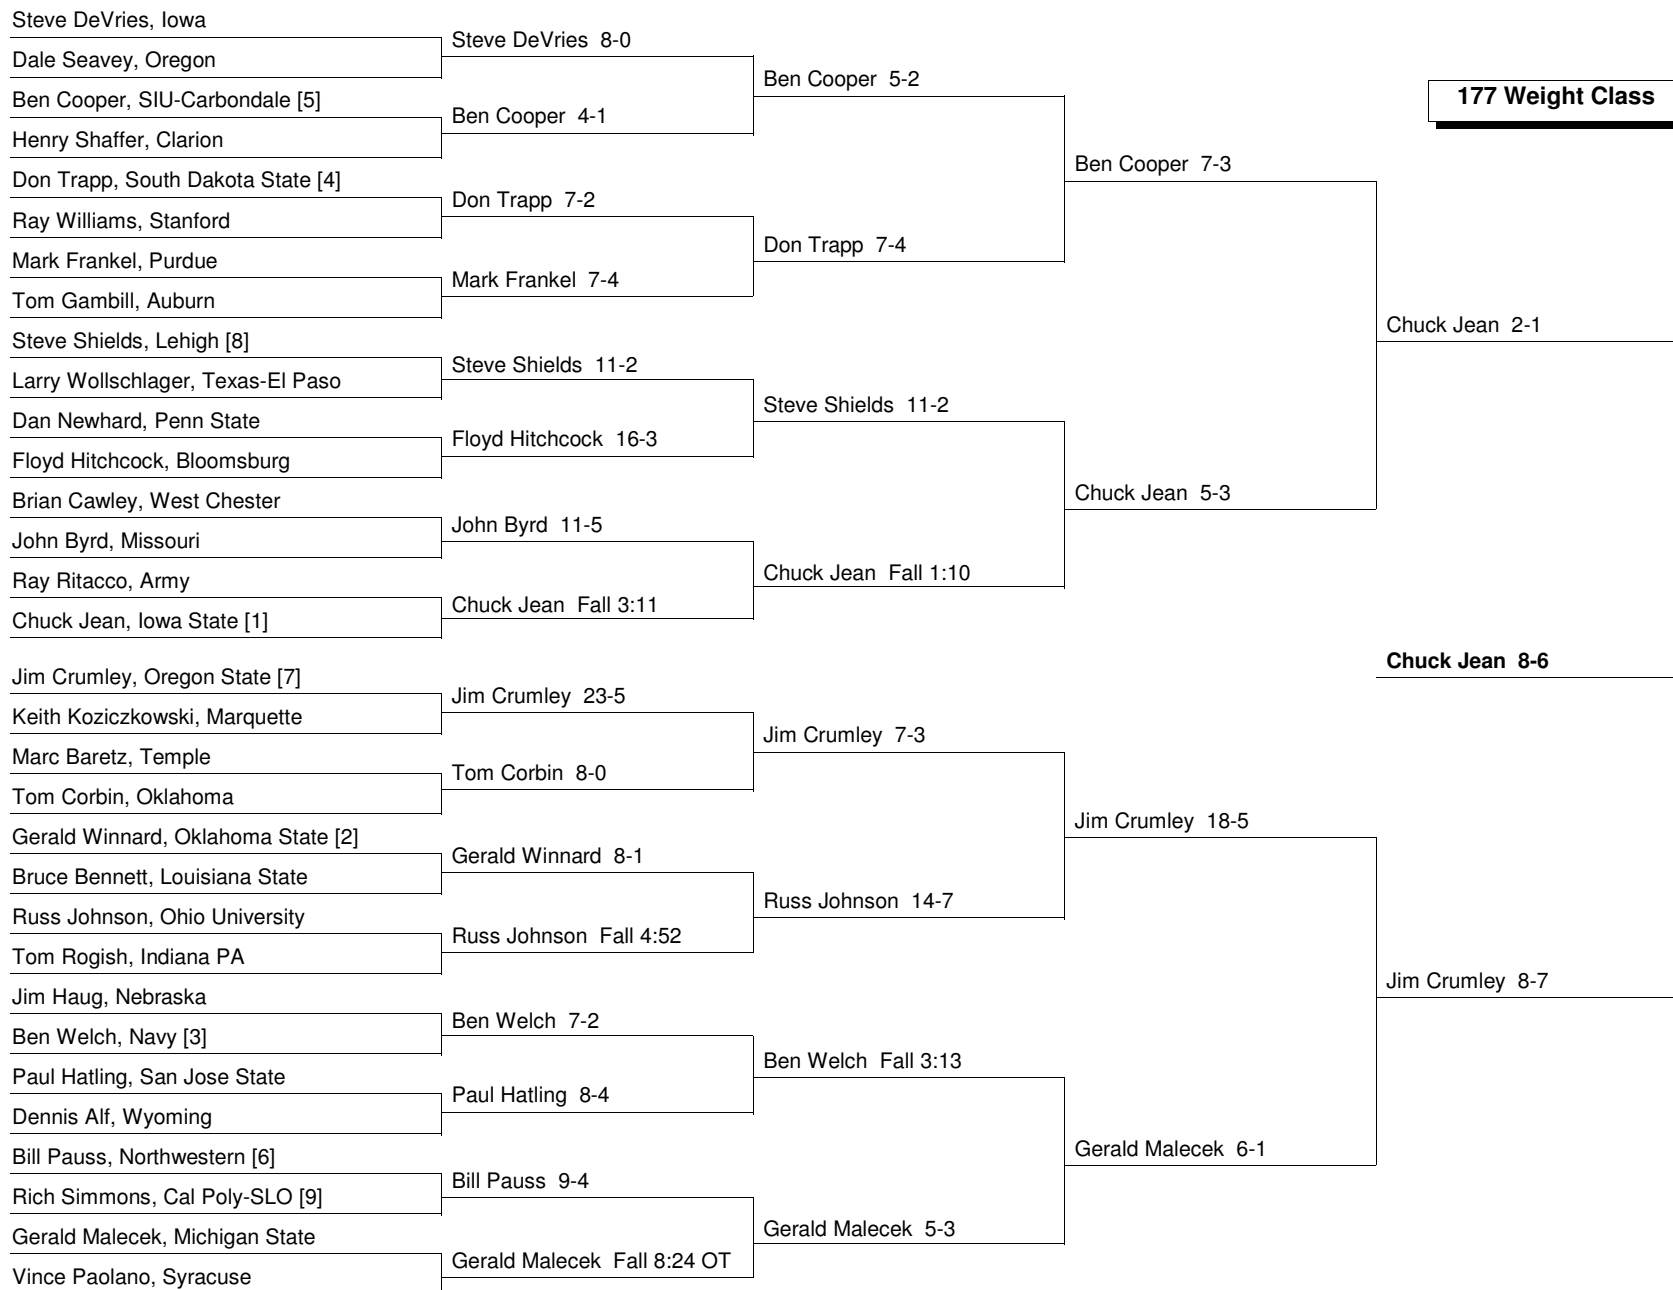 Steve DeVries, Iowa
Dale Seavey, Oregon
Ben Cooper, SIU-Carbondale [5]
Henry Shaffer, Clarion
Don Trapp, South Dakota State [4]
Ray Williams, Stanford
Mark Frankel, Purdue
Tom Gambill, Auburn
Steve Shields, Lehigh [8]
Larry Wollschlager, Texas-El Paso
Dan Newhard, Penn State
Floyd Hitchcock, Bloomsburg
Brian Cawley, West Chester
John Byrd, Missouri
Ray Ritacco, Army
Chuck Jean, Iowa State [1]
Jim Crumley, Oregon State [7]
Keith Koziczkowski, Marquette
Marc Baretz, Temple
Tom Corbin, Oklahoma
Gerald Winnard, Oklahoma State [2]
Bruce Bennett, Louisiana State
Russ Johnson, Ohio University
Tom Rogish, Indiana PA
Jim Haug, Nebraska
Ben Welch, Navy [3]
Paul Hatling, San Jose State
Dennis Alf, Wyoming
Bill Pauss, Northwestern [6]
Rich Simmons, Cal Poly-SLO [9]
Gerald Malecek, Michigan State
Vince Paolano, Syracuse
Steve DeVries 8-0
Ben Cooper 4-1
Don Trapp 7-2
Mark Frankel 7-4
Steve Shields 11-2
Floyd Hitchcock 16-3
John Byrd 11-5
Chuck Jean Fall 3:11
Jim Crumley 23-5
Tom Corbin 8-0
Gerald Winnard 8-1
Russ Johnson Fall 4:52
Ben Welch 7-2
Paul Hatling 8-4
Bill Pauss 9-4
Gerald Malecek Fall 8:24 OT
Ben Cooper 5-2
Don Trapp 7-4
Steve Shields 11-2
Chuck Jean Fall 1:10
Jim Crumley 7-3
Russ Johnson 14-7
Ben Welch Fall 3:13
Gerald Malecek 5-3
Ben Cooper 7-3
Chuck Jean 5-3
Jim Crumley 18-5
Gerald Malecek 6-1
177 Weight Class
Chuck Jean 2-1
Chuck Jean 8-6
Jim Crumley 8-7